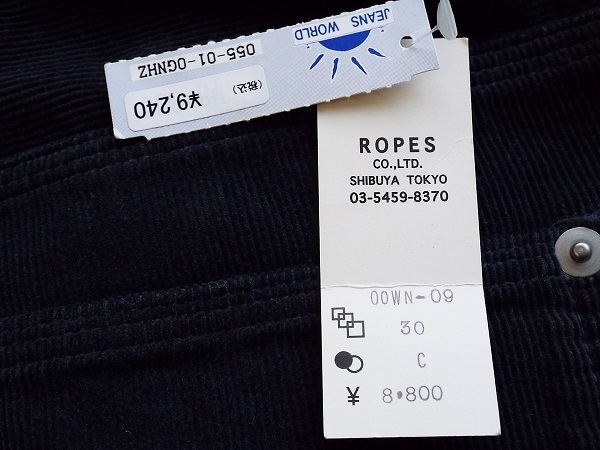 JEANS WORLD
055-01-DGNHZ
(税込)
¥9,240
ROPES
CO.,LTD.
SHIBUYA TOKYO
03-5459-8370
00WN-09
30
C
¥ 8,800